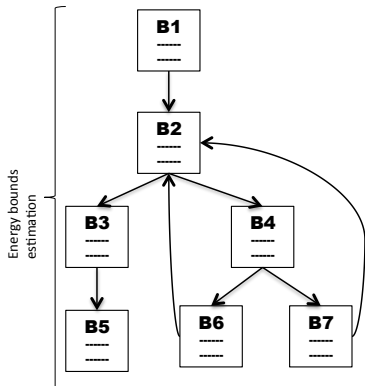 B1
------
------
B2
------
------
Energy bounds
estimation
B3
------
------
B4
------
------
B5
------
------
B6
------
------
B7
------
------